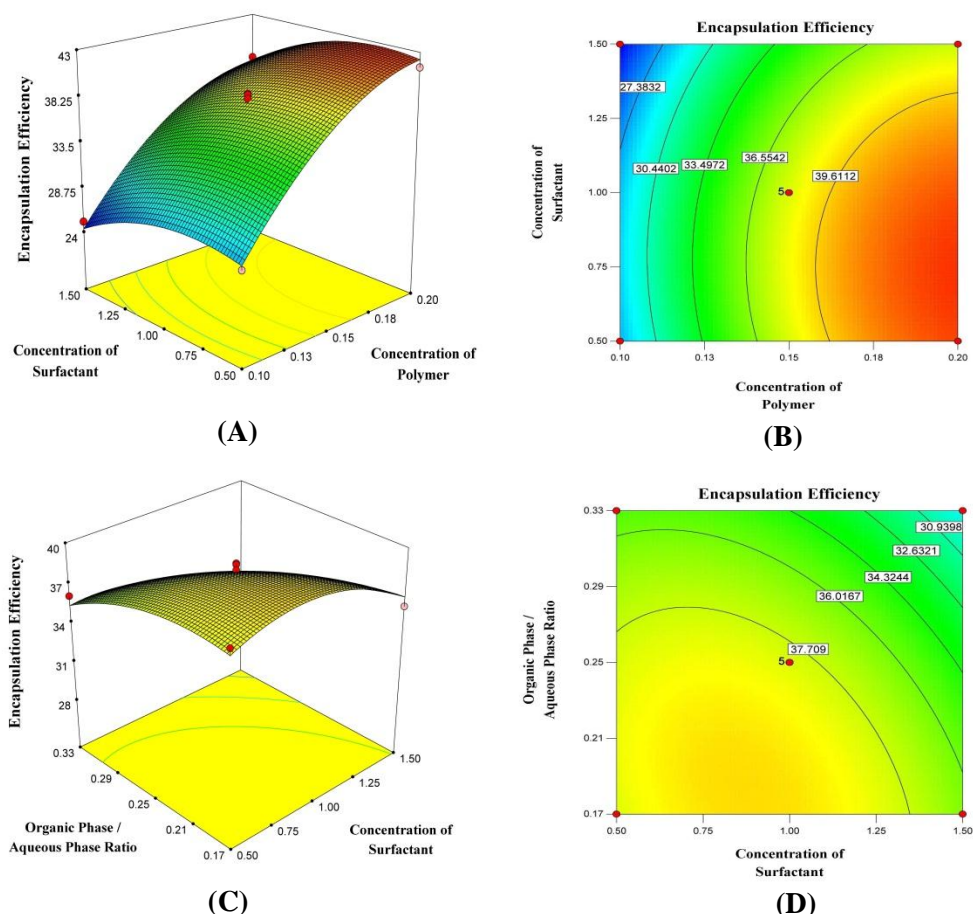 43
38.25
33.5
28.75
24
Encapsulation Efficiency
1.50
1.25
1.00
0.75
0.50
Concentration of
Surfactant
0.20
0.18
0.15
0.13
0.10
Concentration of
Polymer
(A)
Encapsulation Efficiency
1.50
1.25
1.00
0.75
0.50
Concentration of
Surfactant
27.3832
30.4402
33.4972
36.5542
39.6112
5
0.10
0.13
0.15
0.18
0.20
Concentration of
Polymer
(B)
40
37
34
31
28
Encapsulation Efficiency
0.33
0.29
0.25
0.21
0.17
Organic Phase /
Aqueous Phase Ratio
1.50
1.25
1.00
0.75
0.50
Concentration of
Surfactant
(C)
Encapsulation Efficiency
0.33
0.29
0.25
0.21
0.17
Organic Phase /
Aqueous Phase Ratio
30.9398
32.6321
34.3244
36.0167
37.709
5
0.50
0.75
1.00
1.25
1.50
Concentration of
Surfactant
(D)